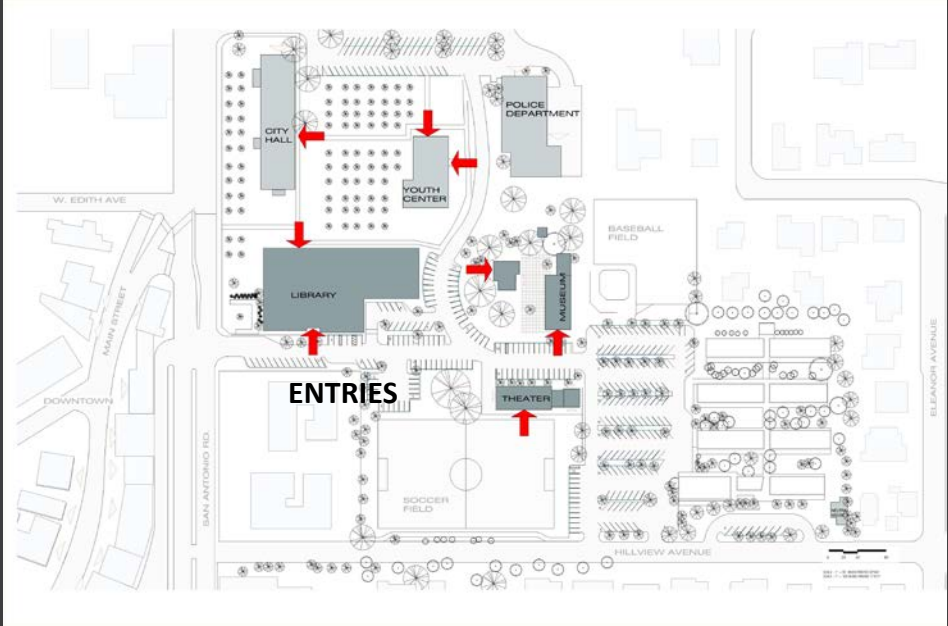 POLICE
DEPARTMENT
CITY
HALL
YOUTH
CENTER
W. EDITH AVE
BASEBALL
FIELD
LIBRARY
MUSEUM
MAIN STREET
ELEANOR AVENUE
ENTRIES
THEATER
DOWNTOWN
SAN ANTONIO RD.
SOCCER
FIELD
HILLVIEW AVENUE